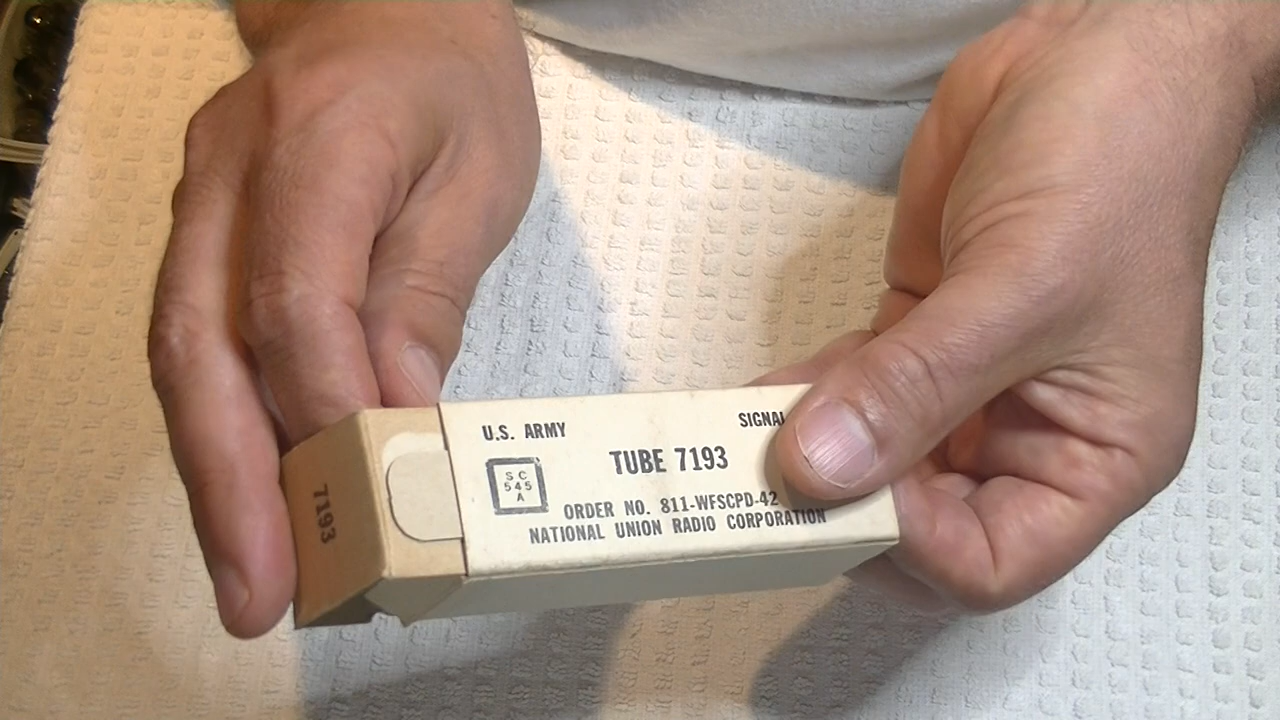 U.S. ARMY SIGNAL
TUBE 7193
SC
545
A
ORDER NO. 811-WFSCPD-42
NATIONAL UNION RADIO CORPORATION
7193